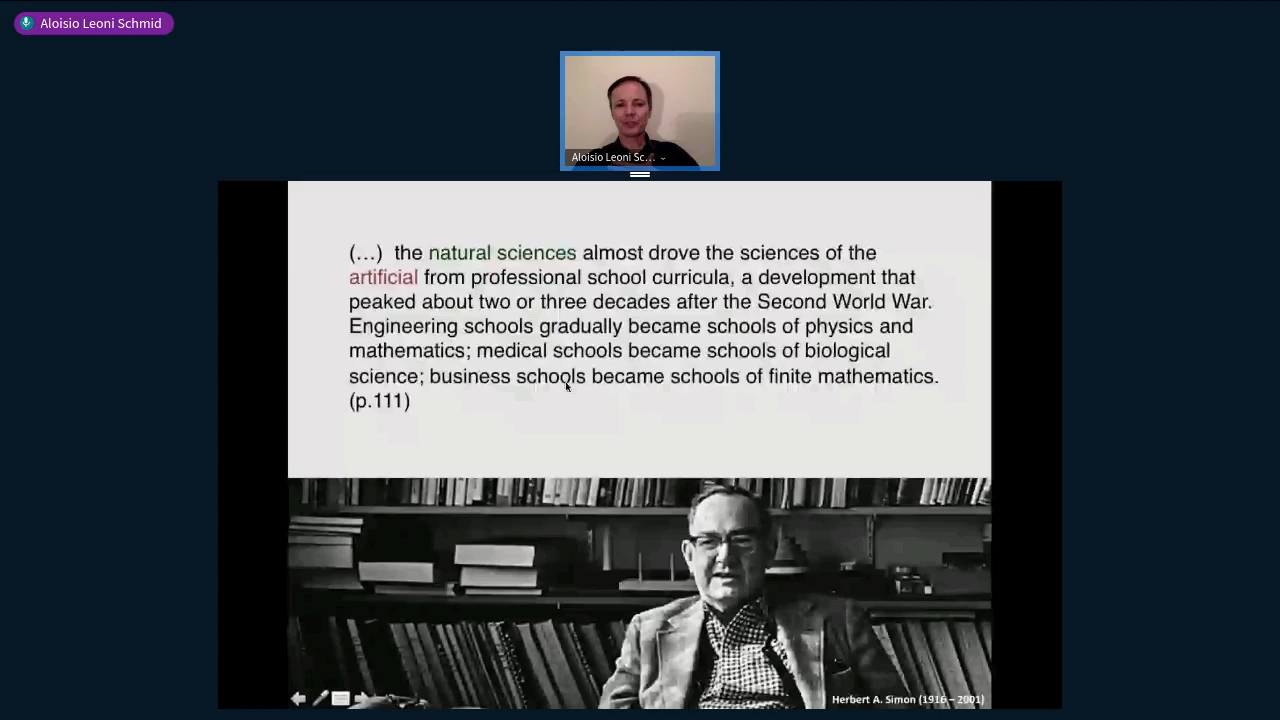 Aloisio Leoni Schmid
Aloisio Leoni Sc...
(...) the natural sciences almost drove the sciences of the
artificial from professional school curricula, a development that
peaked about two or three decades after the Second World War.
Engineering schools gradually became schools of physics and
mathematics; medical schools became schools of biological
science; business schools became schools of finite mathematics.
(p.111)
Herbert A. Simon (1916 – 2001)